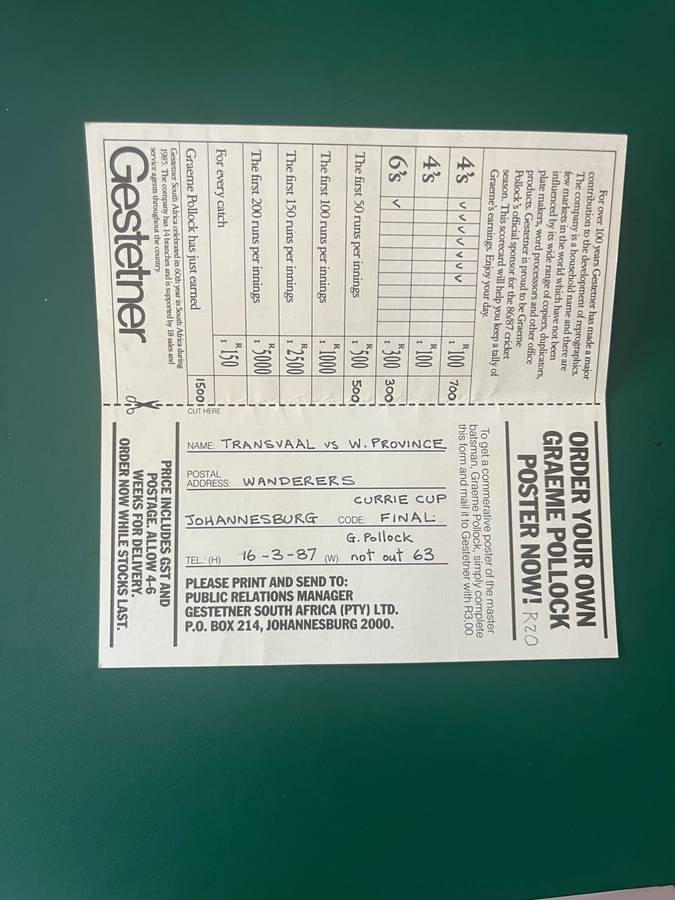 For over 100 years Gestetner has made a major
contribution to the development of reprographics.
The company is a household name and there are
few markets in the world which have not been
influenced by its wide range of copiers, duplicators,
plate makers, word processors and other office
products. Gestetner is proud to be Graeme
Pollock's official sponsor for the 86/87 cricket
season. This scorecard will help you keep a tally of
Graeme's earnings. Enjoy your day.
4's ✓ ✓ ✓ ✓ ✓ ✓ ✓ R100 700
4's R100
6's ✓ R300 300
The first 50 runs per innings R500 500
The first 100 runs per innings R1000
The first 150 runs per innings R2500
The first 200 runs per innings R5000
For every catch R150
Graeme Pollock has just earned 1500
Gestetner South Africa celebrated its 60th year in South Africa during
1985. The company has 14 branches and is supported by 18 sales and
service agents throughout the country.
Gestetner
CUT HERE
ORDER YOUR OWN
GRAEME POLLOCK
POSTER NOW! R20
To get a commerative poster of the master
batsman, Graeme Pollock, simply complete
this form and mail it to Gestetner with R3,00.
NAME: TRANSVAAL VS W. PROVINCE
POSTAL
ADDRESS: WANDERERS
CURRIE CUP
JOHANNESBURG CODE: FINAL:
G. Pollock
TEL.: (H) 16-3-87 (W) not out 63
PLEASE PRINT AND SEND TO:
PUBLIC RELATIONS MANAGER
GESTETNER SOUTH AFRICA (PTY) LTD.
P.O. BOX 214, JOHANNESBURG 2000.
PRICE INCLUDES GST AND
POSTAGE. ALLOW 4-6
WEEKS FOR DELIVERY.
ORDER NOW WHILE STOCKS LAST.